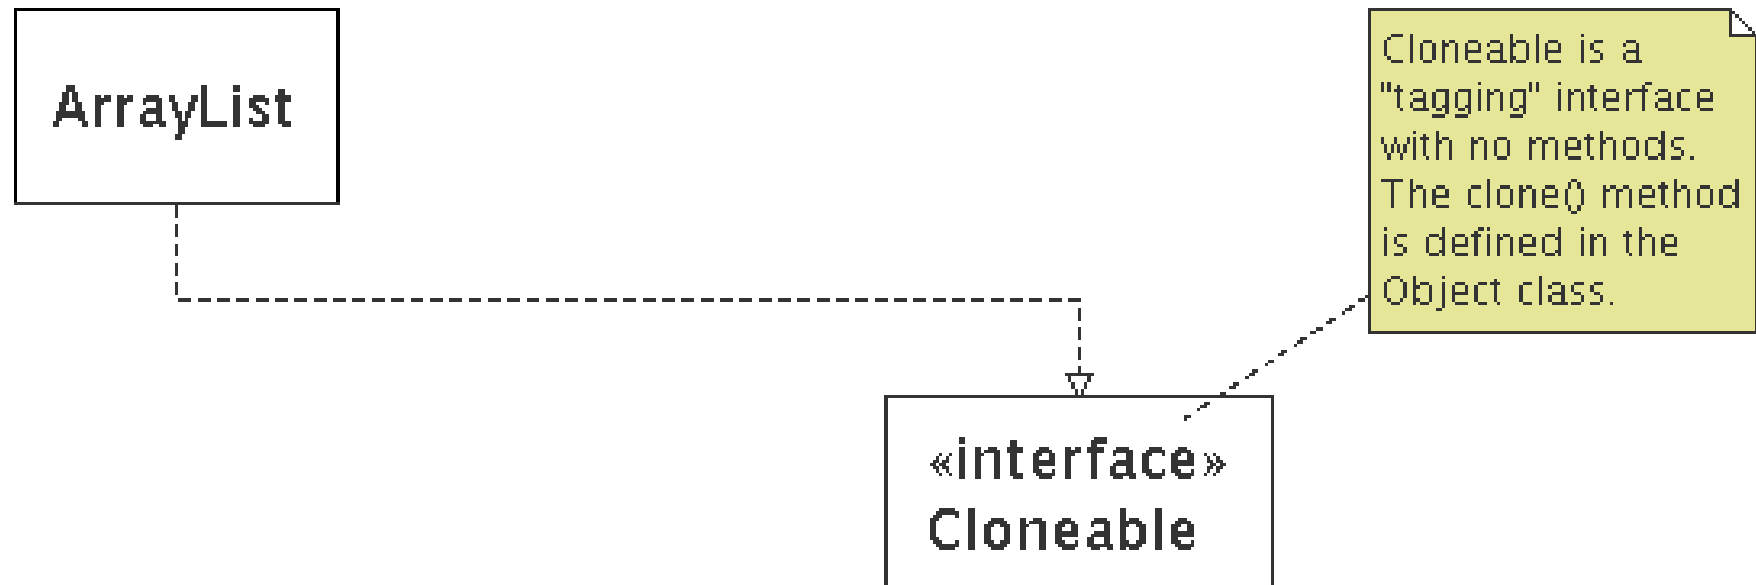 ArrayList
Cloneable is a
"tagging" interface
with no methods.
The clone() method
is defined in the
Object class.
«interface»
Cloneable